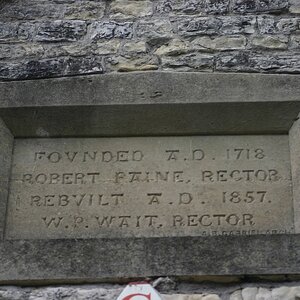 FOVNDED A.D. 1718
ROBERT PAINE, RECTOR
REBVILT A.D. 1857.
W.P. WAIT, RECTOR